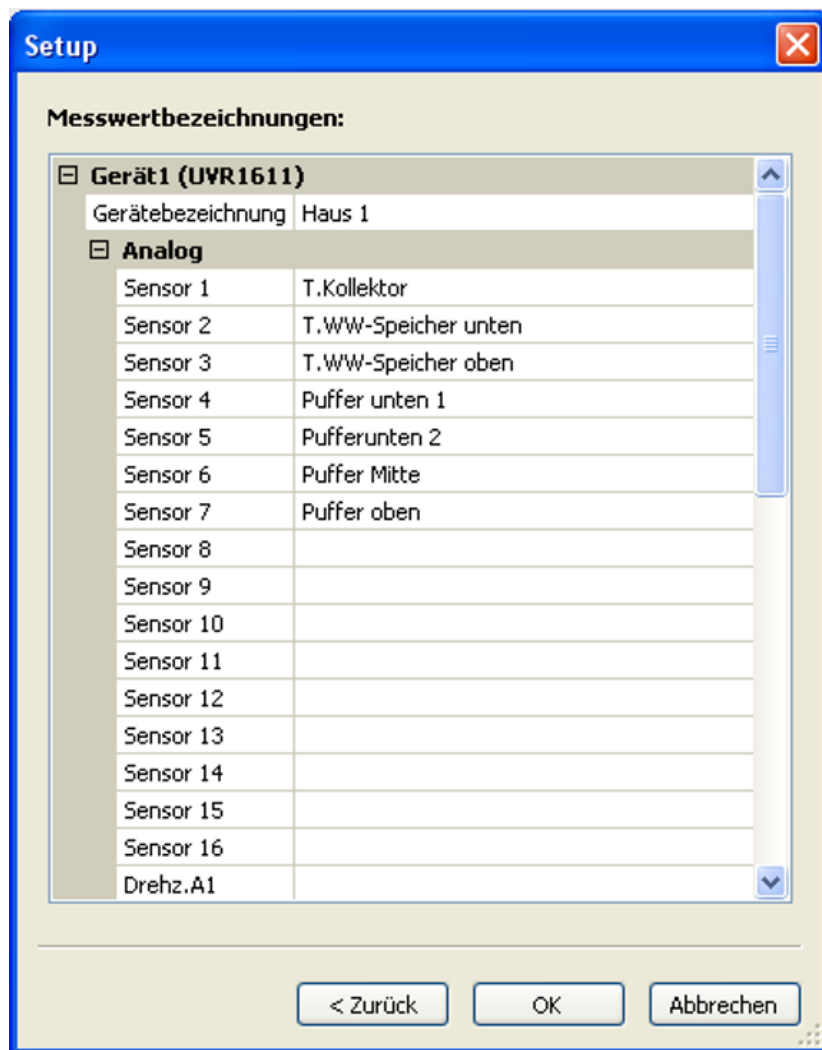 Setup
Messwertbezeichnungen:
Gerät1 (UVR1611)
Gerätebezeichnung Haus 1
Analog
Sensor 1 T.Kollektor
Sensor 2 T.WW-Speicher unten
Sensor 3 T.WW-Speicher oben
Sensor 4 Puffer unten 1
Sensor 5 Pufferunten 2
Sensor 6 Puffer Mitte
Sensor 7 Puffer oben
Sensor 8
Sensor 9
Sensor 10
Sensor 11
Sensor 12
Sensor 13
Sensor 14
Sensor 15
Sensor 16
Drehz.A1
< Zurück OK Abbrechen